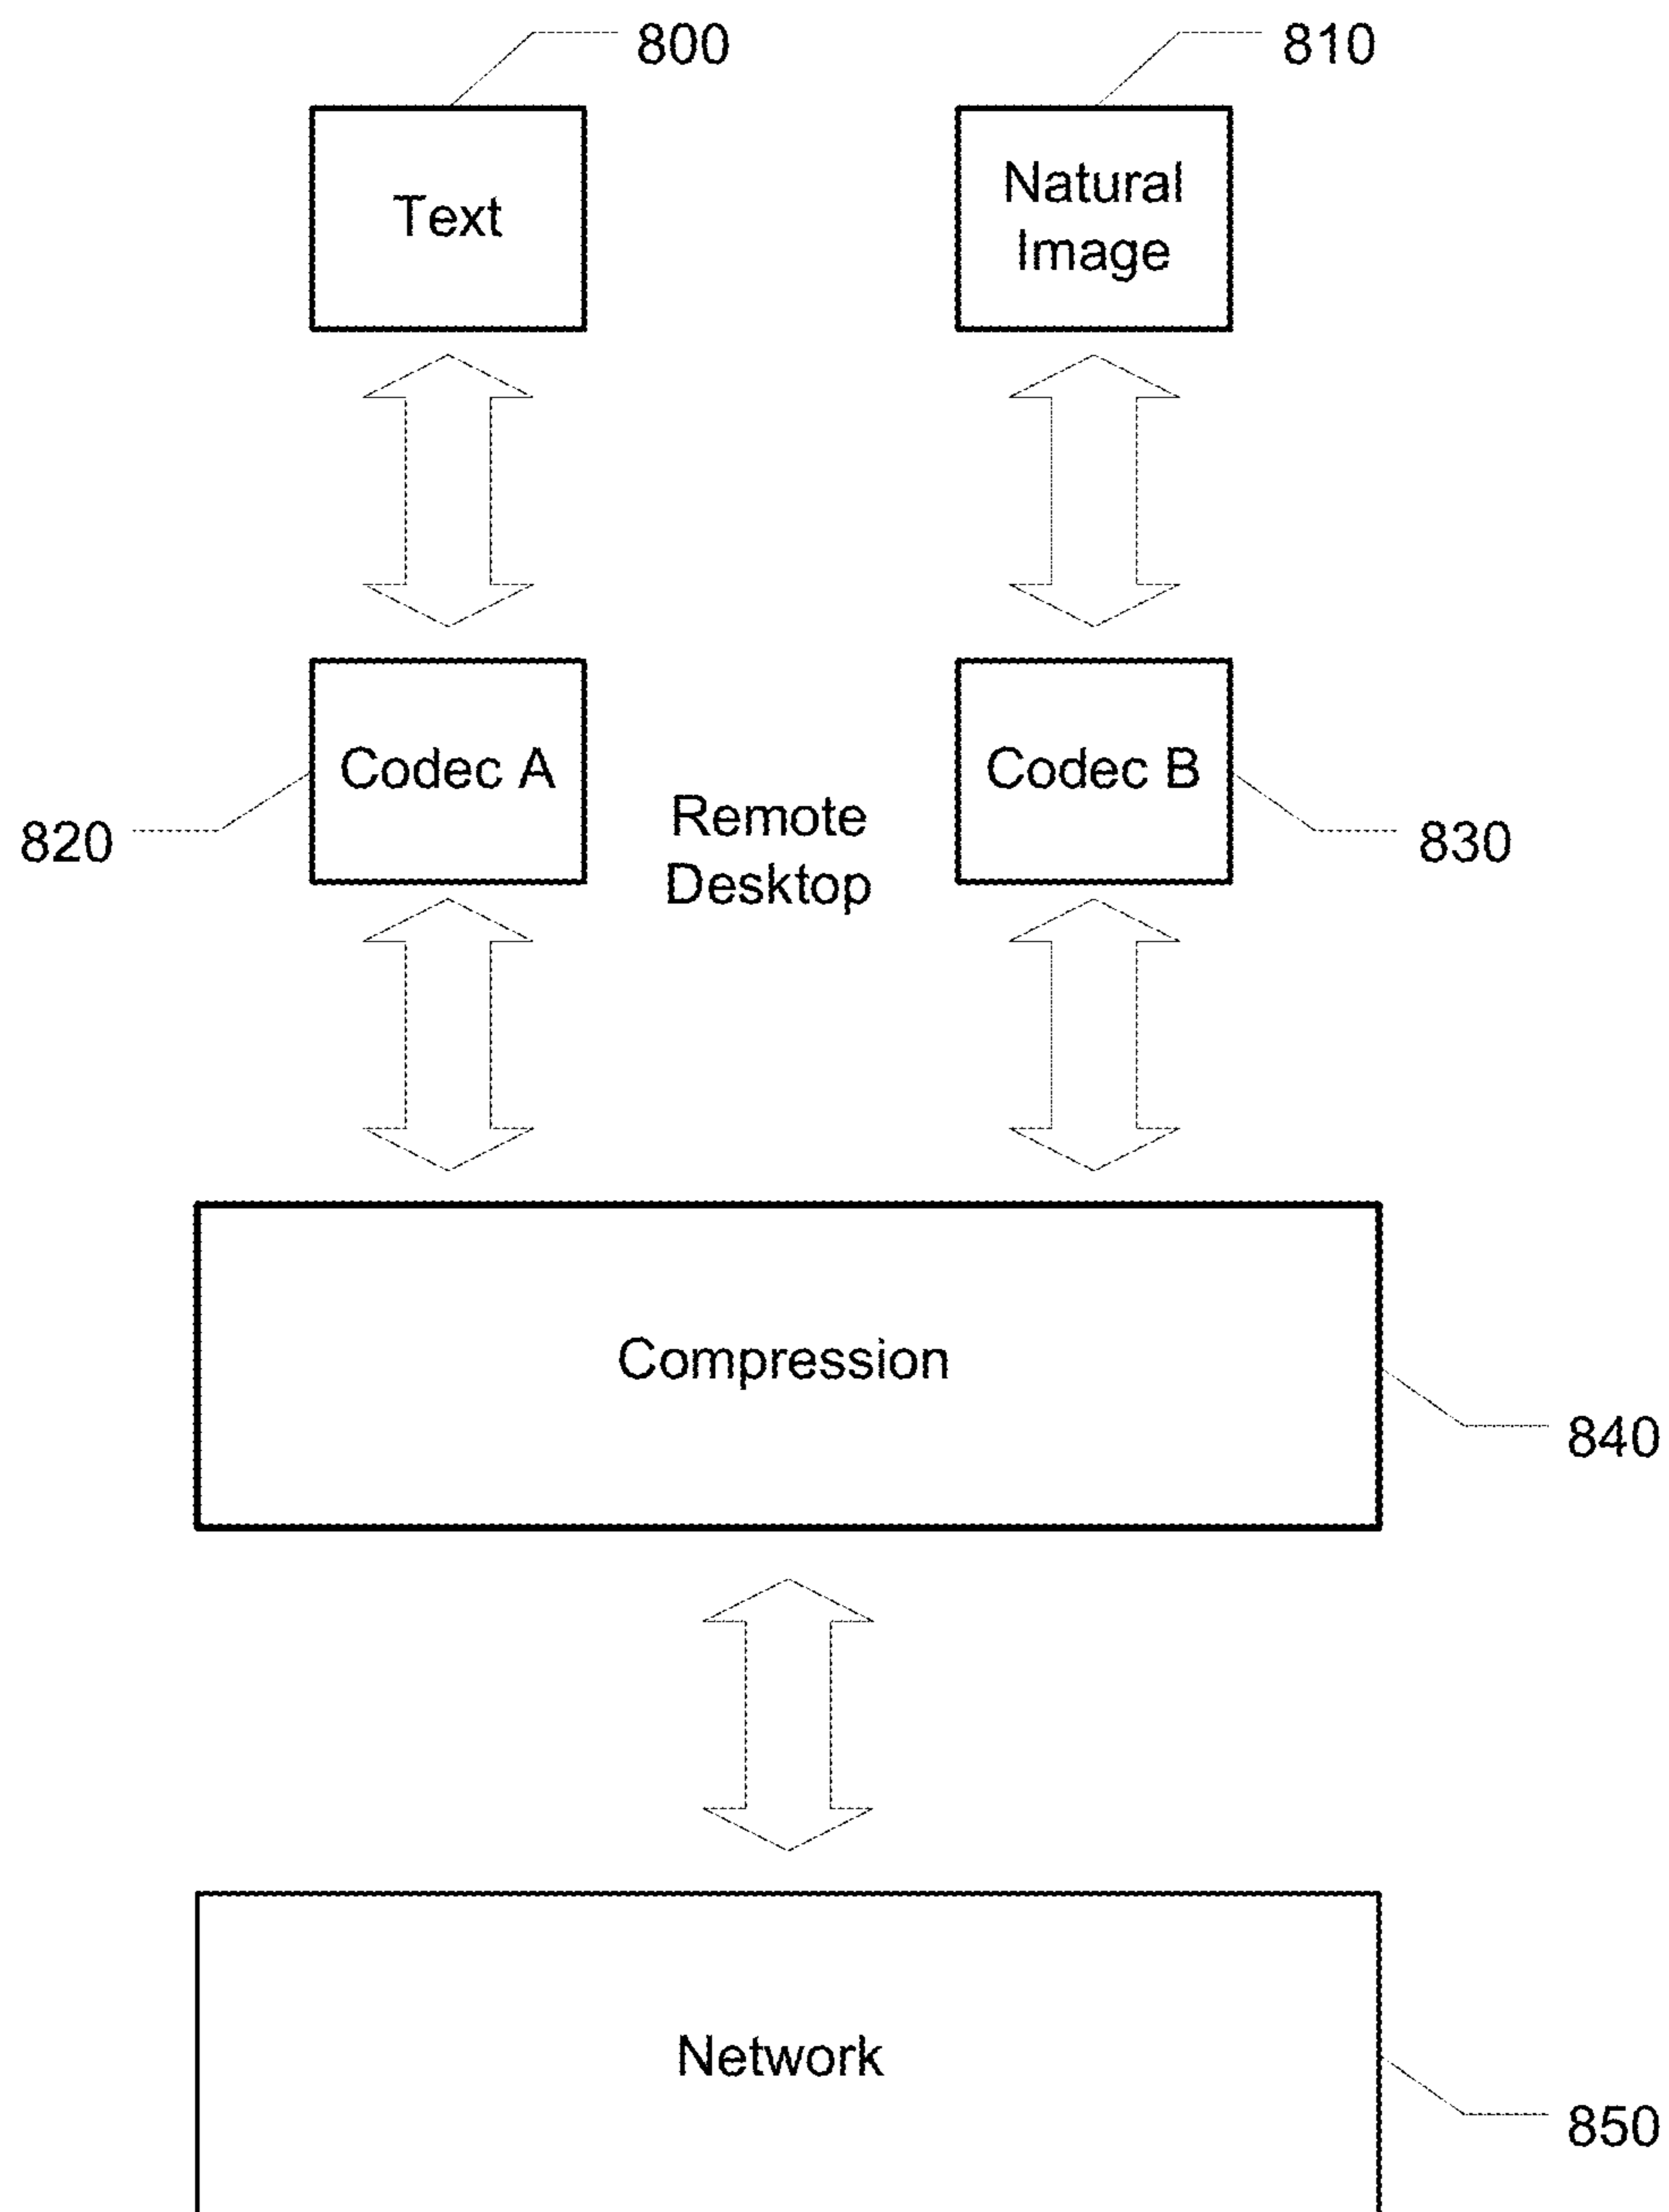 800
810
Text
Natural
Image
Codec A
Codec B
820
Remote
Desktop
830
Compression
840
Network
850